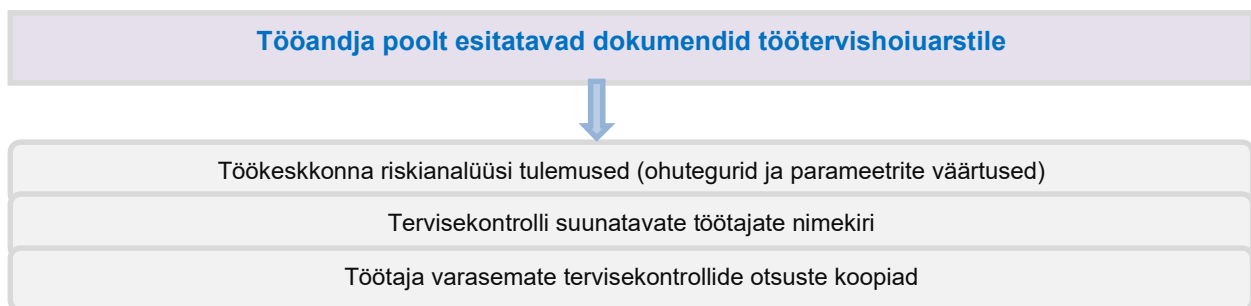 Tööandja poolt esitatavad dokumendid töötervishoiuarstile
Töökeskkonna riskianalüüsi tulemused (ohutegurid ja parameetrite väärtused)
Tervisekontrolli suunatavate töötajate nimekiri
Töötaja varasemate tervisekontrollide otsuste koopiad